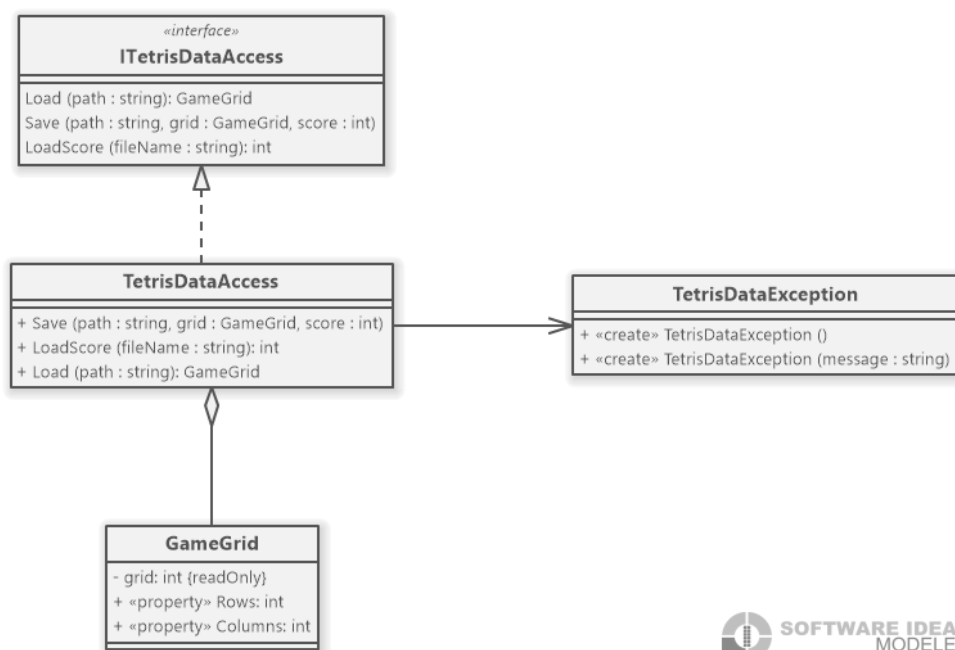 «interface»
ITetrisDataAccess
Load (path : string): GameGrid
Save (path : string, grid : GameGrid, score : int)
LoadScore (fileName : string): int
TetrisDataAccess
+ Save (path : string, grid : GameGrid, score : int)
+ LoadScore (fileName : string): int
+ Load (path : string): GameGrid
TetrisDataException
+ «create» TetrisDataException ()
+ «create» TetrisDataException (message : string)
GameGrid
- grid: int {readOnly}
+ «property» Rows: int
+ «property» Columns: int
SOFTWARE IDEA
MODELE